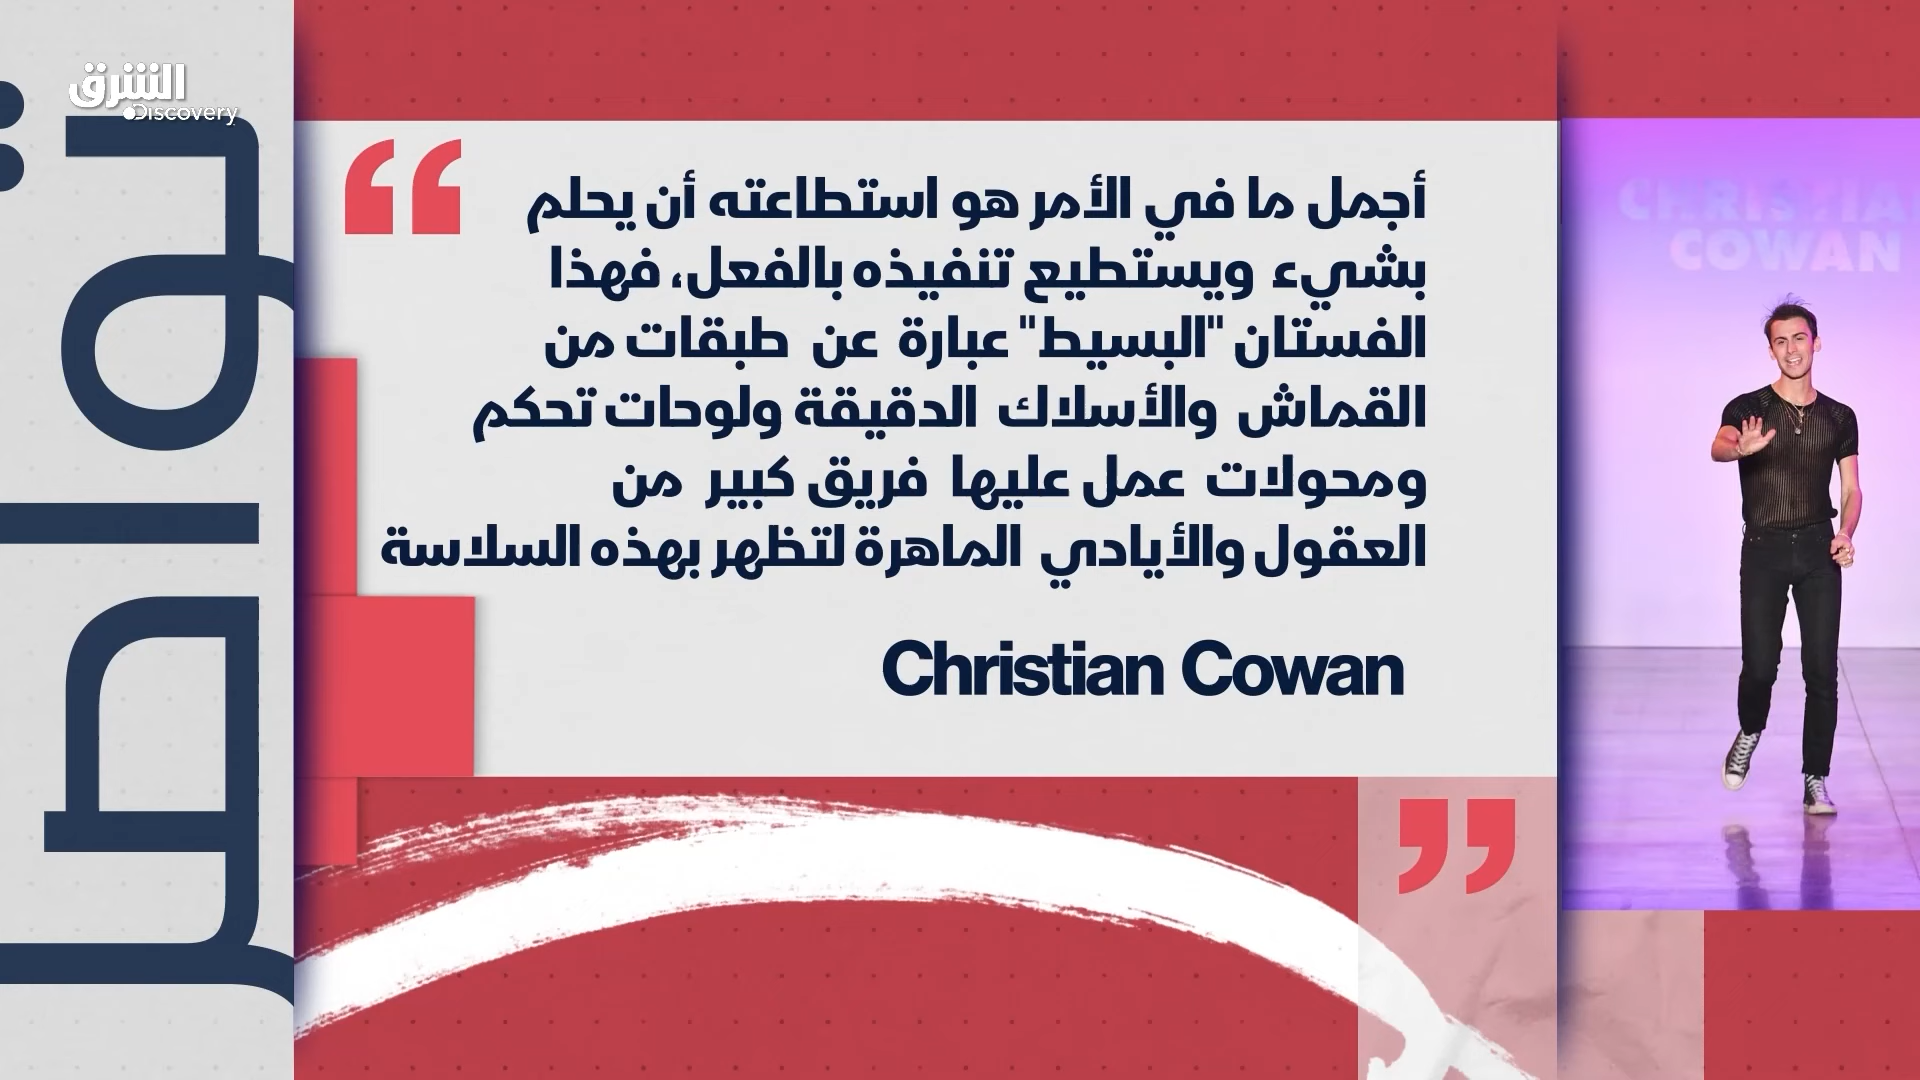 الشرق
Discovery
أجمل ما في الأمر هو استطاعته أن يحلم
بشيء ويستطيع تنفيذه بالفعل، فهذا
الفستان "البسيط" عبارة عن طبقات من
القماش والأسلاك الدقيقة ولوحات تحكم
ومحولات عمل عليها فريق كبير من
العقول والأيادي الماهرة لتظهر بهذه السلاسة
Christian Cowan
CHRISTIA
COWAN